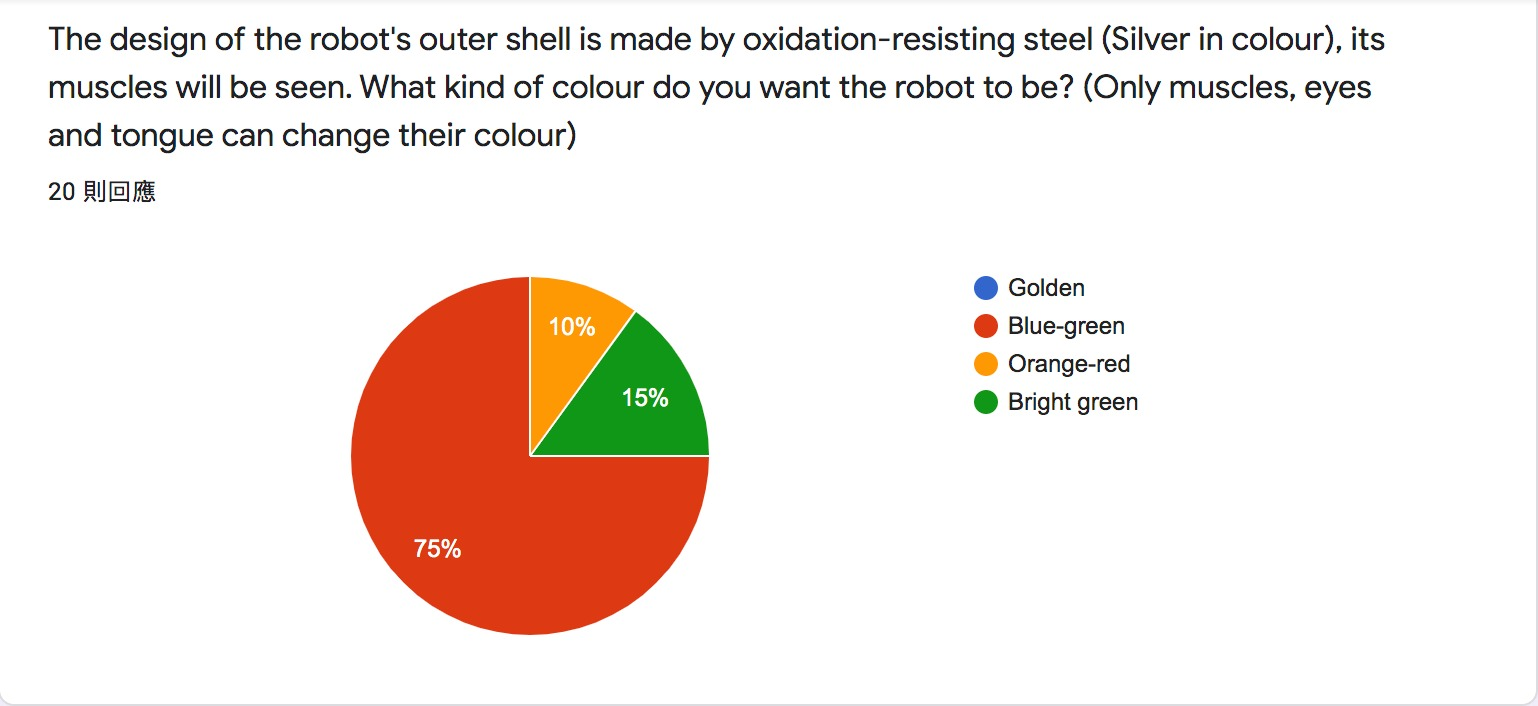 The design of the robot's outer shell is made by oxidation-resisting steel (Silver in colour), its
muscles will be seen. What kind of colour do you want the robot to be? (Only muscles, eyes
and tongue can change their colour)
20 則回應
Golden
Blue-green
Orange-red
Bright green
10%
15%
75%